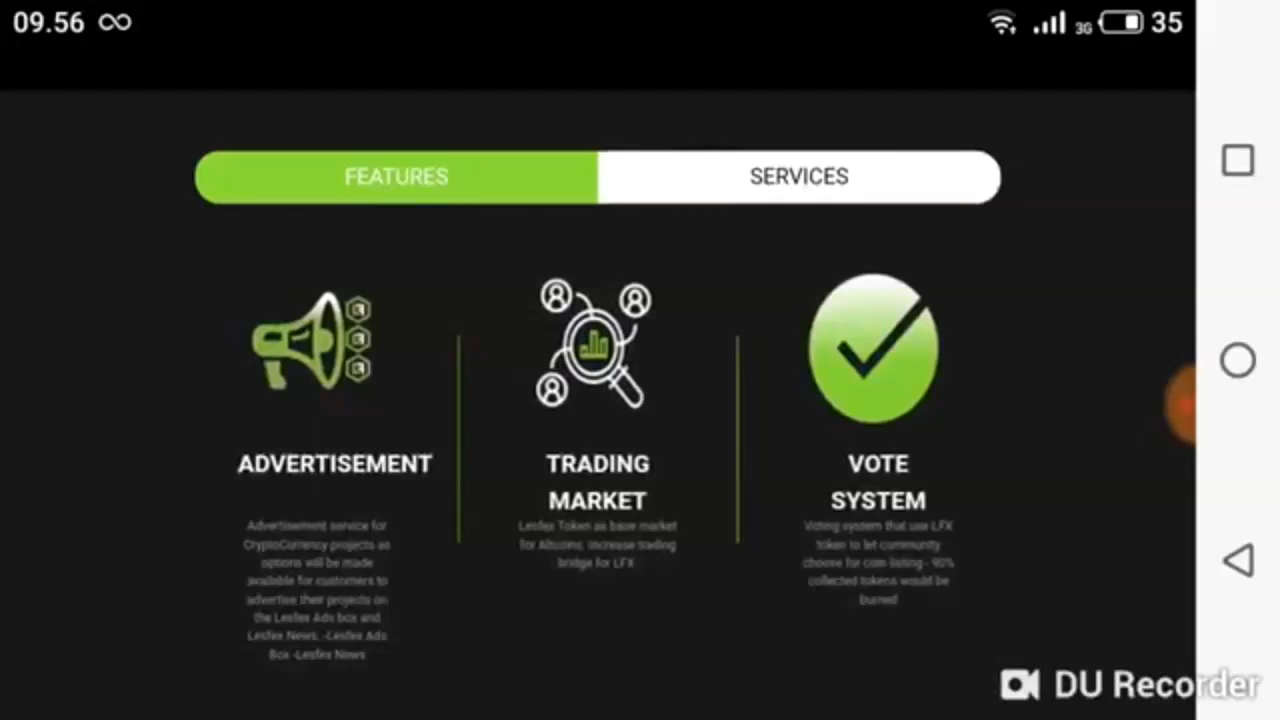 09.56
3G 35
FEATURES
SERVICES
ADVERTISEMENT
Advertisement service for
CryptoCurrency projects as
options will be made
available for customers to
advertise their projects on
the Lesfex Ads box and
Lesfex News. -Lesfex Ads
Box -Lesfex News
TRADING
MARKET
Lesfex Token as base market
for Altcoins, increase trading
bridge for LFX
VOTE
SYSTEM
Voting system that use LFX
token to let community
choose for coin listing - 90%
collected tokens would be
burned
DU Recorder